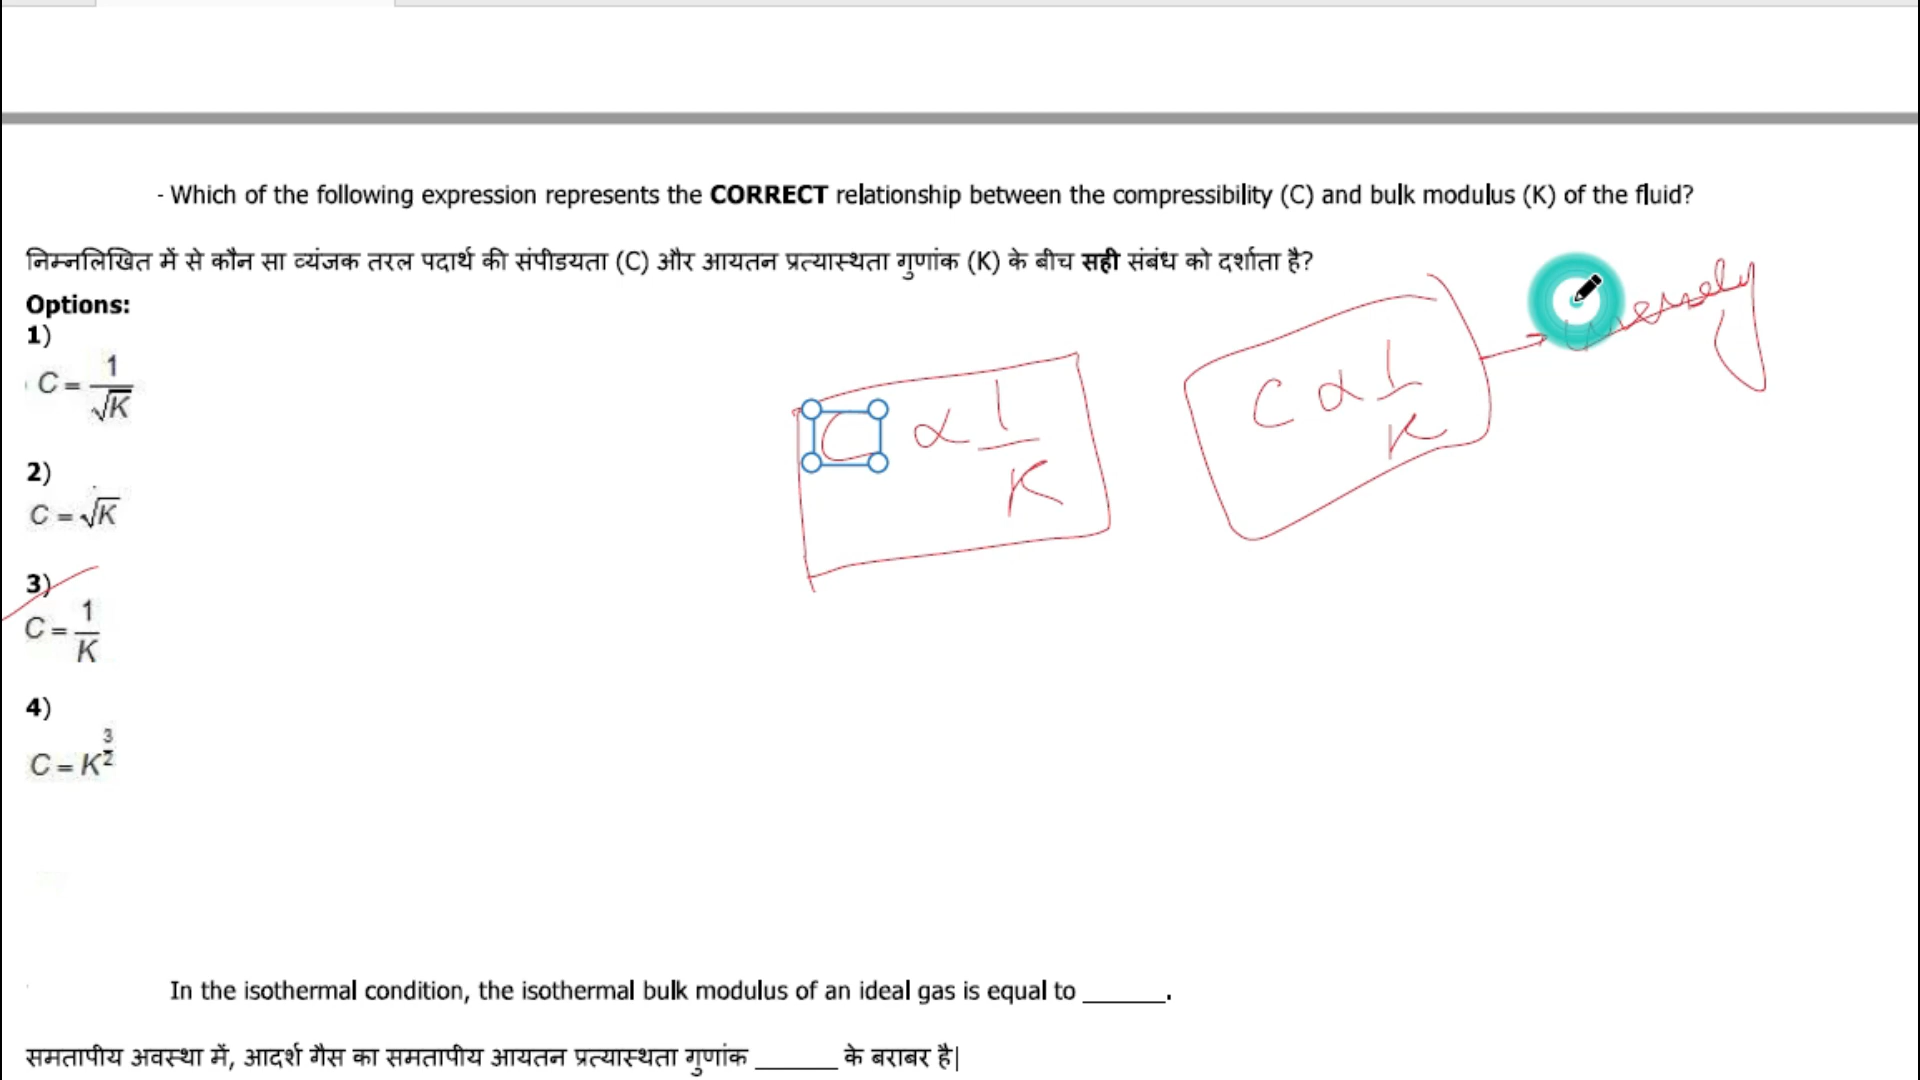 - Which of the following expression represents the CORRECT relationship between the compressibility (C) and bulk modulus (K) of the fluid?
निम्नलिखित में से कौन सा व्यंजक तरल पदार्थ की संपीडयता (C) और आयतन प्रत्यास्थता गुणांक (K) के बीच सही संबंध को दर्शाता है?
Options:
1)
C = 1/√K
2)
C = √K
3)
C = 1/K
4)
C = K^(3/2)
C ∝ 1/K
C ∝ 1/K
In the isothermal condition, the isothermal bulk modulus of an ideal gas is equal to ______.
समतापीय अवस्था में, आदर्श गैस का समतापीय आयतन प्रत्यास्थता गुणांक ______ के बराबर है|